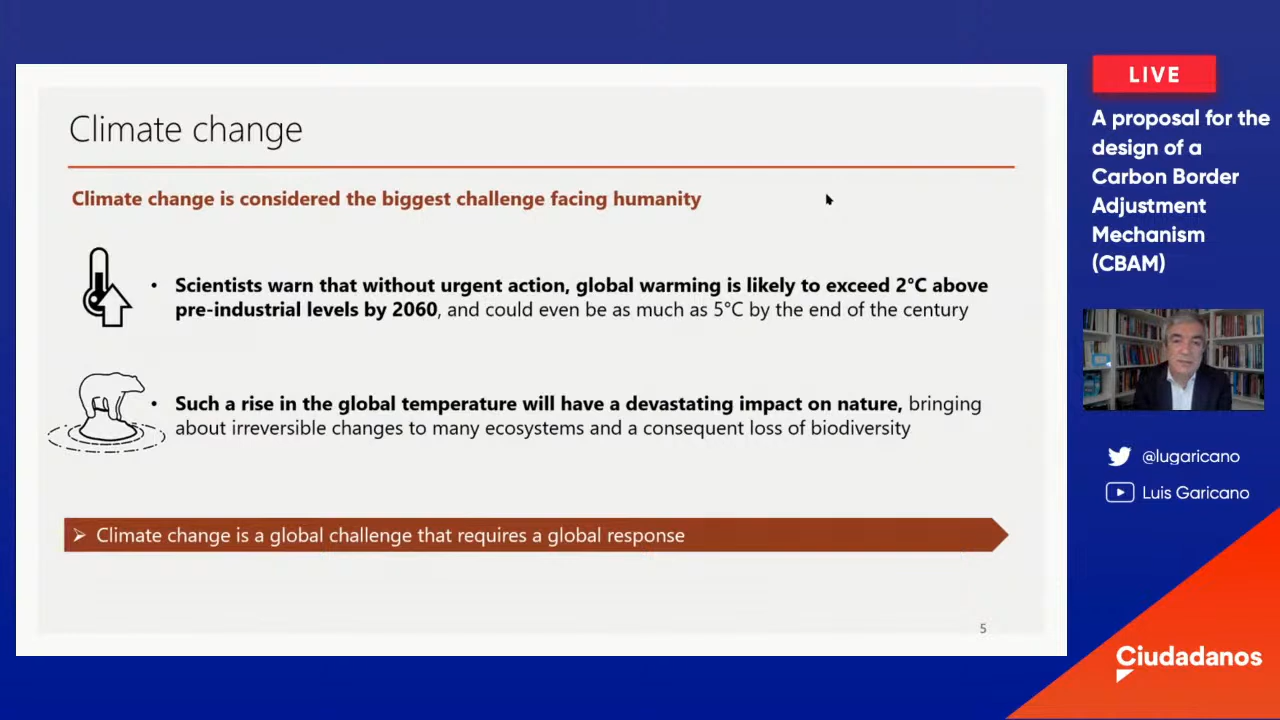 Climate change
Climate change is considered the biggest challenge facing humanity
• Scientists warn that without urgent action, global warming is likely to exceed 2°C above
pre-industrial levels by 2060, and could even be as much as 5°C by the end of the century
• Such a rise in the global temperature will have a devastating impact on nature, bringing
about irreversible changes to many ecosystems and a consequent loss of biodiversity
➢ Climate change is a global challenge that requires a global response
5
LIVE
A proposal for the
design of a
Carbon Border
Adjustment
Mechanism
(CBAM)
@lugaricano
Luis Garicano
Ciudadanos